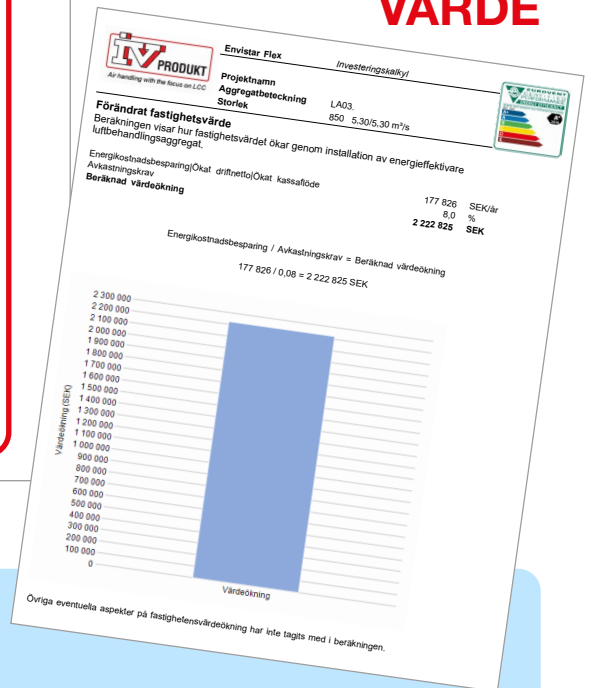 VÄRDE
IV PRODUKT
Air handling with the focus on LCC
Envistar Flex
Investeringskalkyl
Projektnamn
Aggregatbeteckning LA03.
Storlek 850 5.30/5.30 m³/s
EUROVENT
ENERGY EFFICIENCY
Förändrat fastighetsvärde
Beräkningen visar hur fastighetsvärdet ökar genom installation av energieffektivare
luftbehandlingsaggregat.
Energikostnadsbesparing|Ökat driftnetto|Ökat kassaflöde 177 826 SEK/år
Avkastningskrav 8,0 %
Beräknad värdeökning 2 222 825 SEK
Energikostnadsbesparing / Avkastningskrav = Beräknad värdeökning
177 826 / 0,08 = 2 222 825 SEK
2 300 000
2 200 000
2 100 000
2 000 000
1 900 000
1 800 000
1 700 000
1 600 000
1 500 000
1 400 000
1 300 000
1 200 000
1 100 000
1 000 000
900 000
800 000
700 000
600 000
500 000
400 000
300 000
200 000
100 000
0
Värdeökning (SEK)
Värdeökning
Övriga eventuella aspekter på fastighetensvärdeökning har inte tagits med i beräkningen.